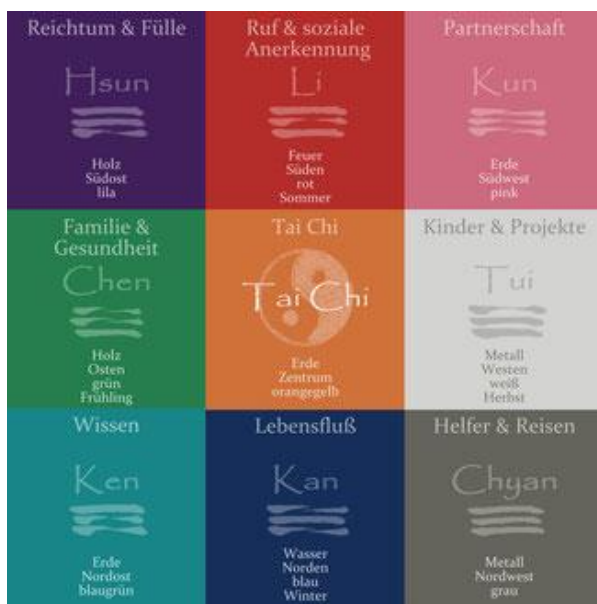 Reichtum & Fülle
Hsun
Holz
Südost
lila
Ruf & soziale
Anerkennung
Li
Feuer
Süden
rot
Sommer
Partnerschaft
Kun
Erde
Südwest
pink
Familie &
Gesundheit
Chen
Holz
Osten
grün
Frühling
Tai Chi
Tai Chi
Erde
Zentrum
orangegelb
Kinder & Projekte
Tui
Metall
Westen
weiß
Herbst
Wissen
Ken
Erde
Nordost
blaugrün
Lebensfluß
Kan
Wasser
Norden
blau
Winter
Helfer & Reisen
Chyan
Metall
Nordwest
grau